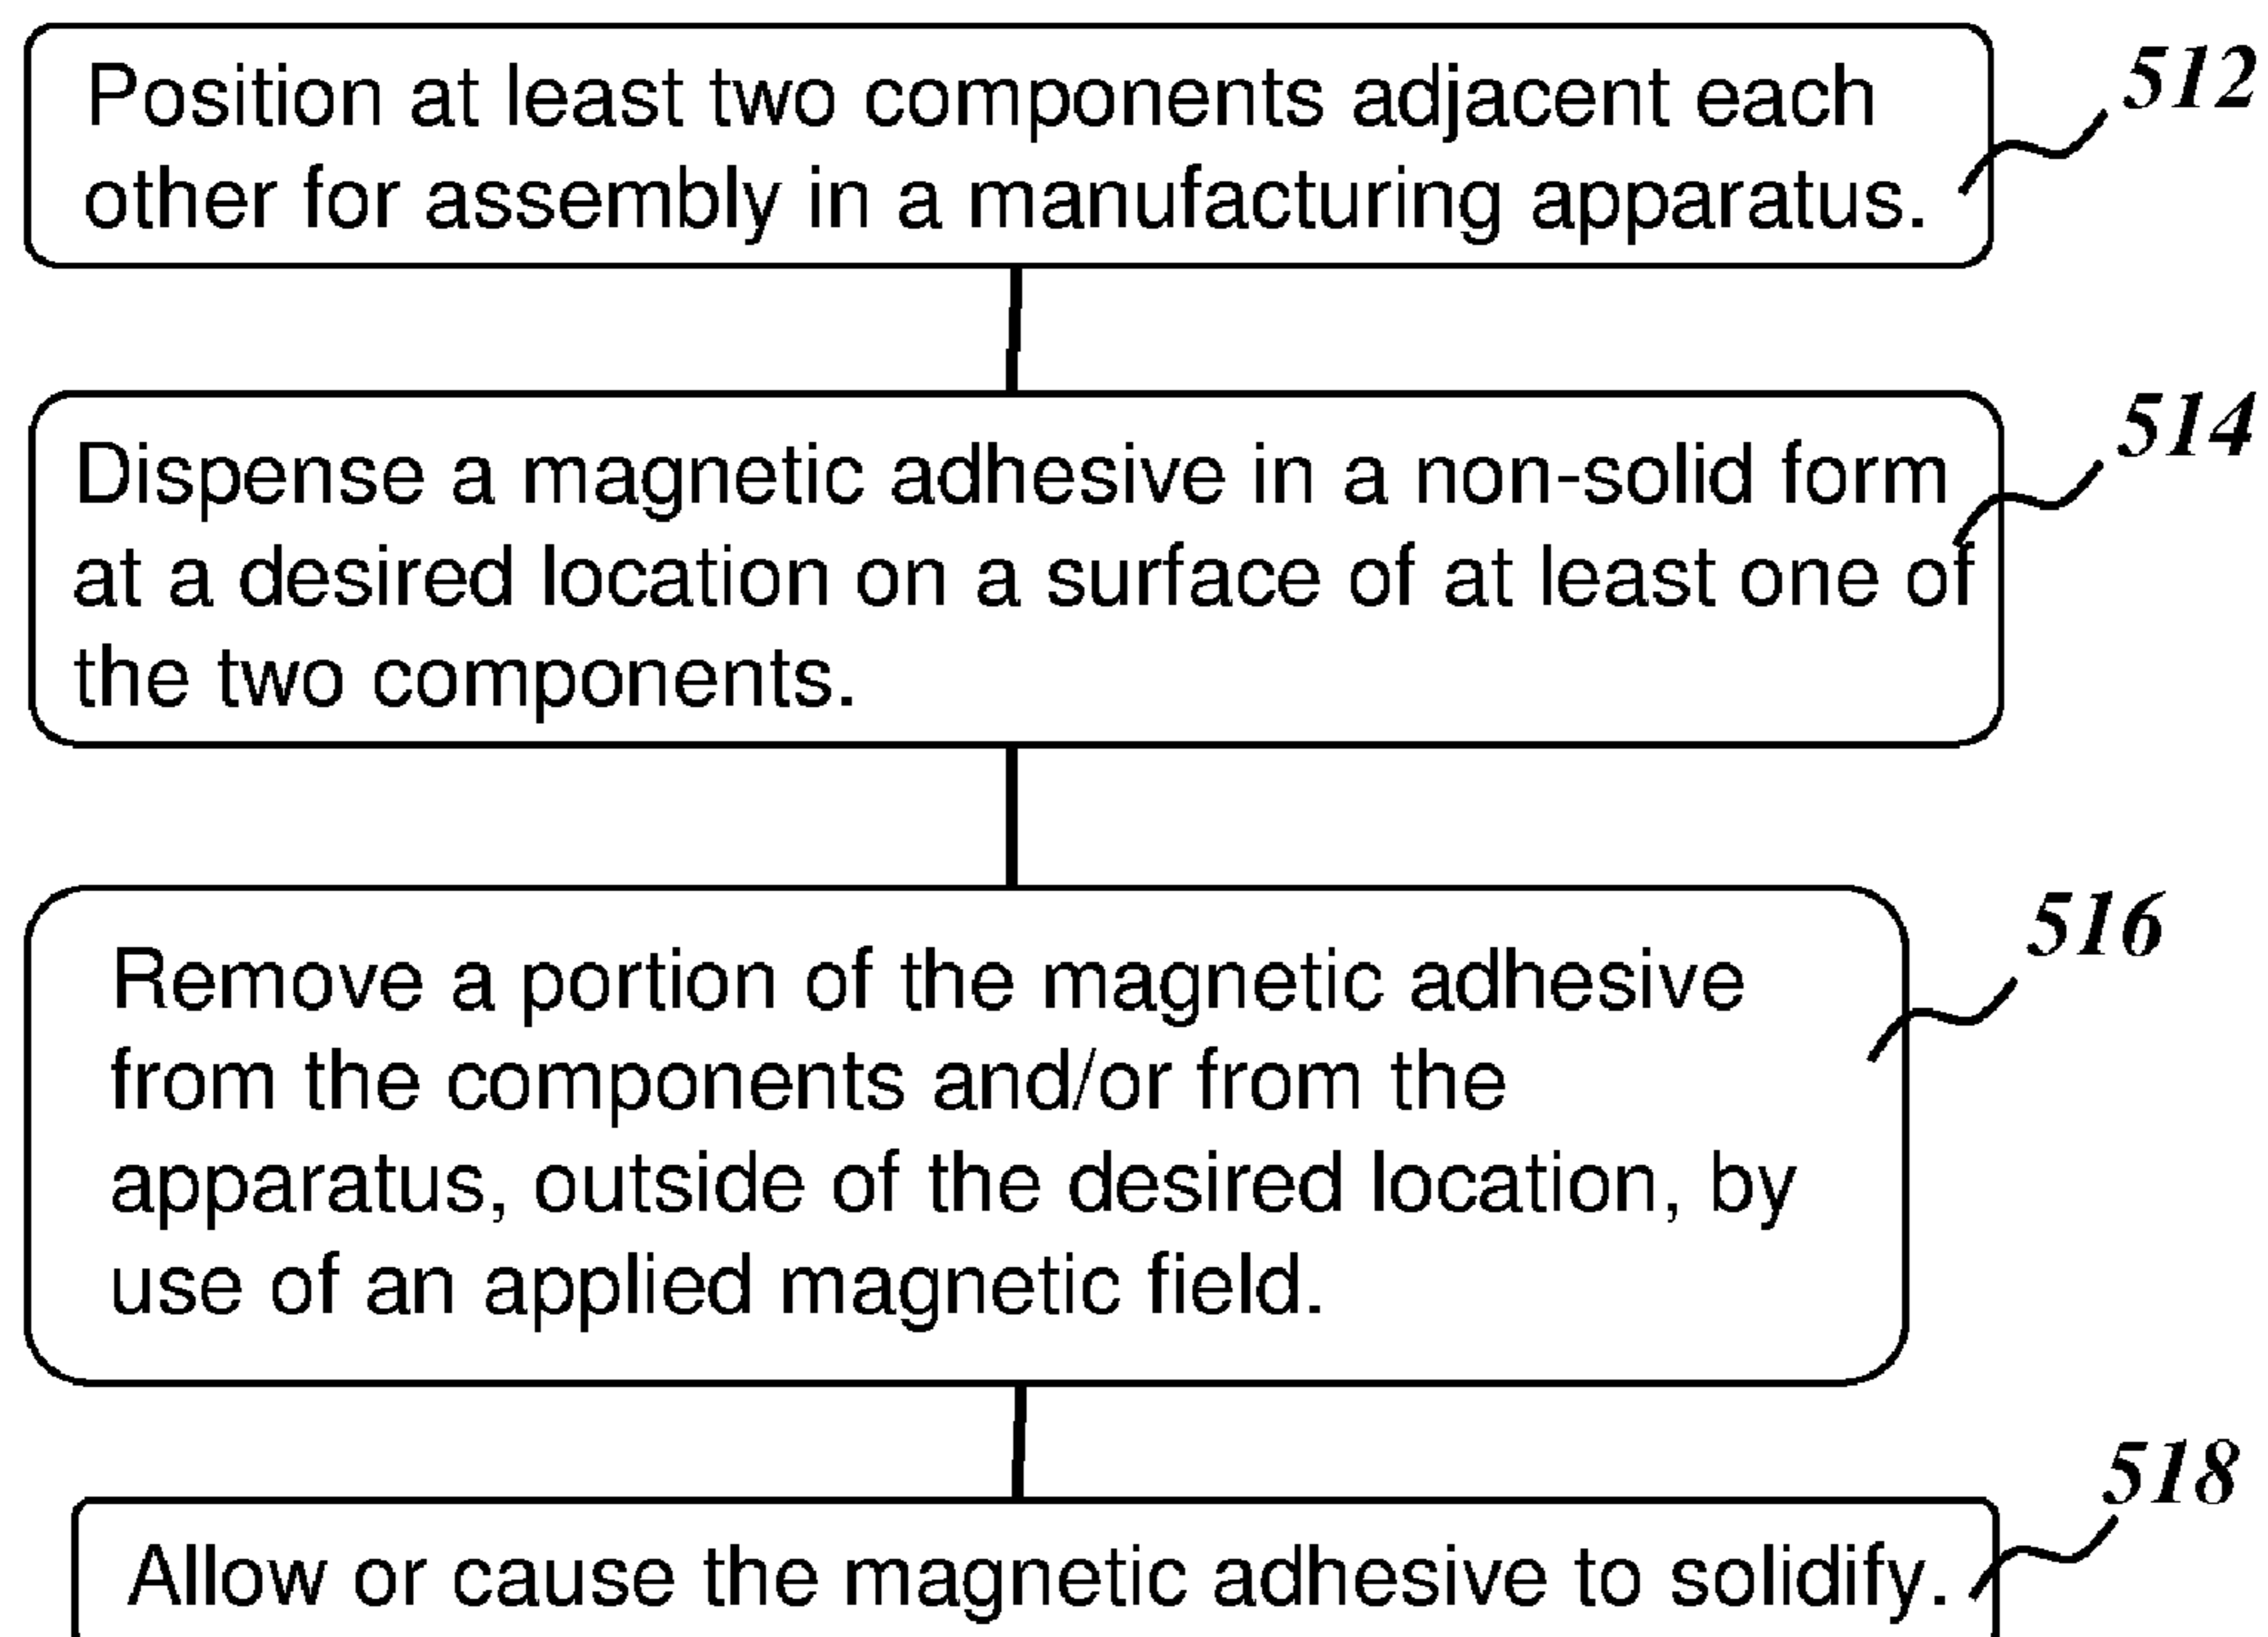 Position at least two components adjacent each
other for assembly in a manufacturing apparatus.
512
Dispense a magnetic adhesive in a non-solid form
at a desired location on a surface of at least one of
the two components.
514
Remove a portion of the magnetic adhesive
from the components and/or from the
apparatus, outside of the desired location, by
use of an applied magnetic field.
516
Allow or cause the magnetic adhesive to solidify.
518